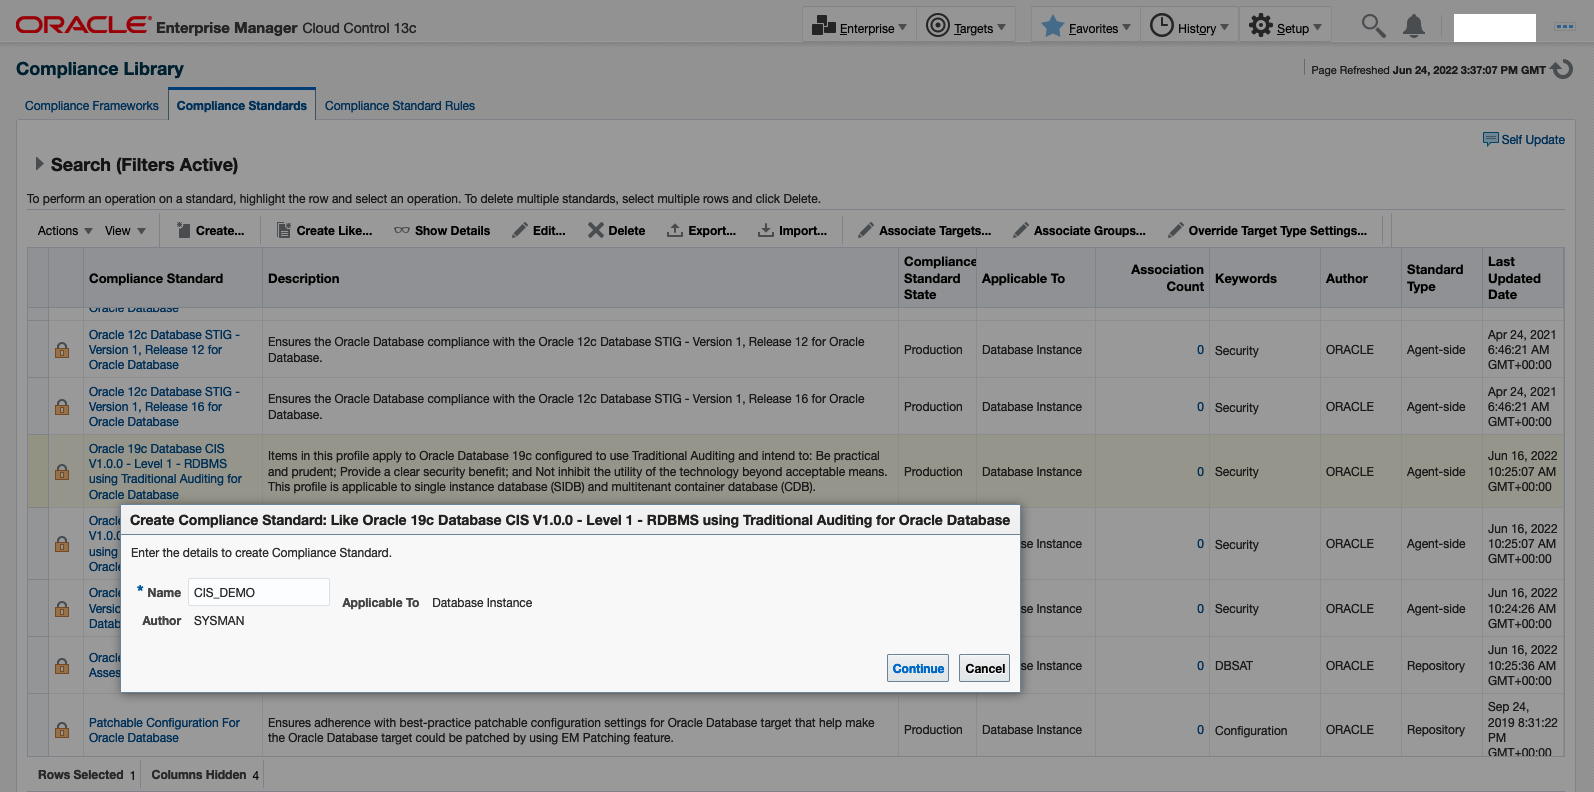 ORACLE Enterprise Manager Cloud Control 13c
Enterprise Targets Favorites History Setup
Compliance Library
Page Refreshed Jun 24, 2022 3:37:07 PM GMT
Compliance Frameworks Compliance Standards Compliance Standard Rules
Self Update
Search (Filters Active)
To perform an operation on a standard, highlight the row and select an operation. To delete multiple standards, select multiple rows and click Delete.
Actions View Create... Create Like... Show Details Edit... Delete Export... Import... Associate Targets... Associate Groups... Override Target Type Settings...
Compliance Standard
Description
Compliance
Standard
State
Applicable To
Association
Count
Keywords
Author
Standard
Type
Last
Updated
Date
Oracle Database
Oracle 12c Database STIG -
Version 1, Release 12 for
Oracle Database
Ensures the Oracle Database compliance with the Oracle 12c Database STIG - Version 1, Release 12 for Oracle
Database.
Production
Database Instance
0
Security
ORACLE
Agent-side
Apr 24, 2021
6:46:21 AM
GMT+00:00
Oracle 12c Database STIG -
Version 1, Release 16 for
Oracle Database
Ensures the Oracle Database compliance with the Oracle 12c Database STIG - Version 1, Release 16 for Oracle
Database.
Production
Database Instance
0
Security
ORACLE
Agent-side
Apr 24, 2021
6:46:21 AM
GMT+00:00
Oracle 19c Database CIS
V1.0.0 - Level 1 - RDBMS
using Traditional Auditing for
Oracle Database
Items in this profile apply to Oracle Database 19c configured to use Traditional Auditing and intend to: Be practical
and prudent; Provide a clear security benefit; and Not inhibit the utility of the technology beyond acceptable means.
This profile is applicable to single instance database (SIDB) and multitenant container database (CDB).
Production
Database Instance
0
Security
ORACLE
Agent-side
Jun 16, 2022
10:25:07 AM
GMT+00:00
Create Compliance Standard: Like Oracle 19c Database CIS V1.0.0 - Level 1 - RDBMS using Traditional Auditing for Oracle Database
Enter the details to create Compliance Standard.
* Name CIS_DEMO
Applicable To Database Instance
Author SYSMAN
Continue Cancel
Oracl
V1.0.0
using
Oracl
se Instance
0
Security
ORACLE
Agent-side
Jun 16, 2022
10:25:07 AM
GMT+00:00
Oracl
Versio
Datab
se Instance
0
Security
ORACLE
Agent-side
Jun 16, 2022
10:24:26 AM
GMT+00:00
Oracl
Asses
se Instance
0
DBSAT
ORACLE
Repository
Jun 16, 2022
10:25:36 AM
GMT+00:00
Patchable Configuration For
Oracle Database
Ensures adherence with best-practice patchable configuration settings for Oracle Database target that help make
the Oracle Database target could be patched by using EM Patching feature.
Production
Database Instance
0
Configuration
ORACLE
Repository
Sep 24,
2019 8:31:22
PM
GMT+00:00
Rows Selected 1 Columns Hidden 4